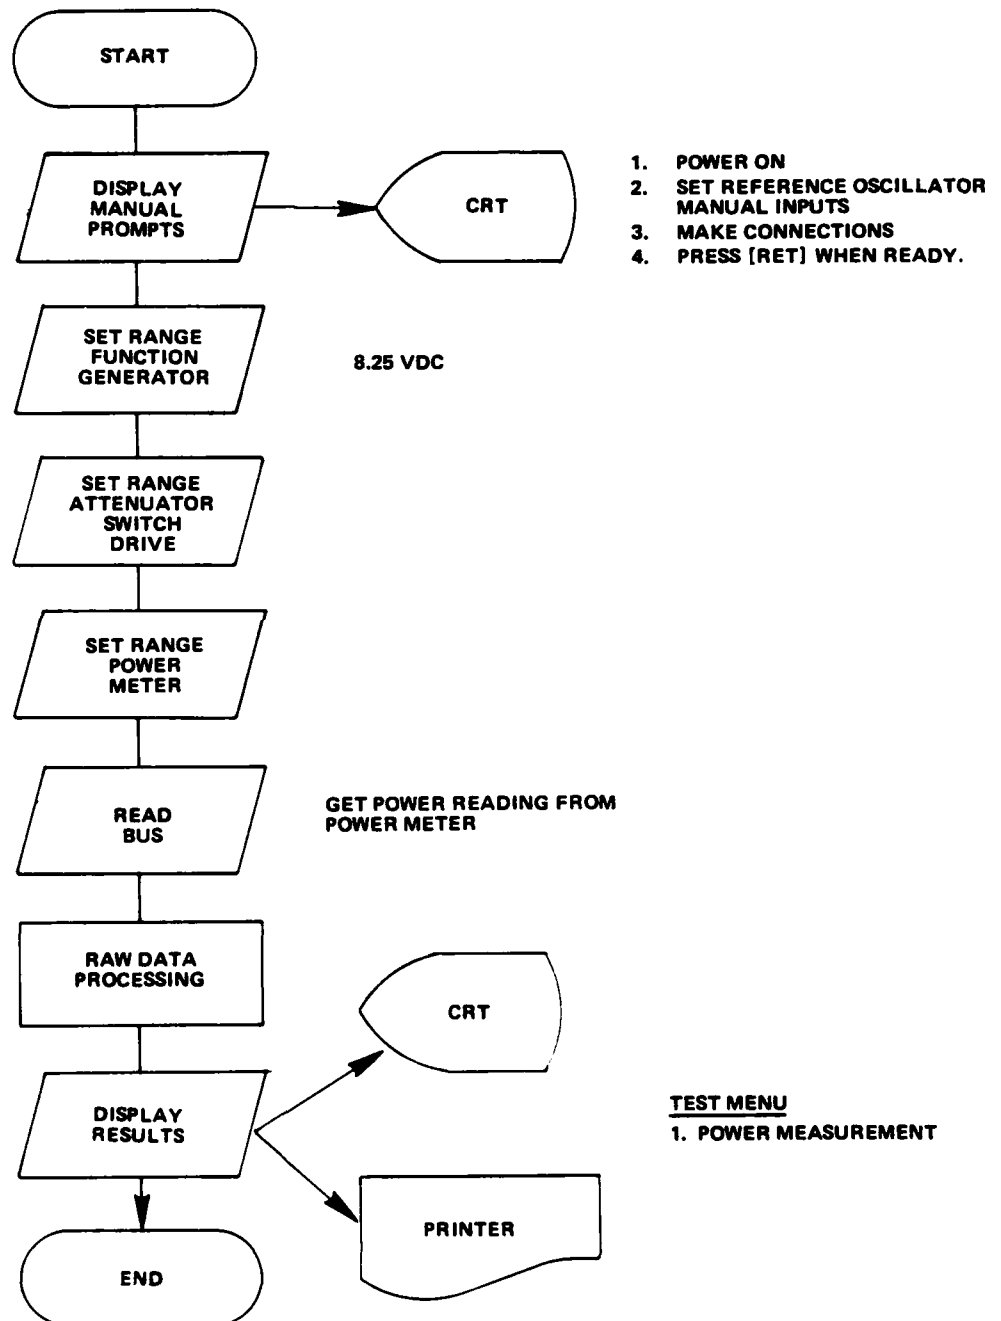 START
DISPLAY
MANUAL
PROMPTS
CRT
1. POWER ON
2. SET REFERENCE OSCILLATOR
MANUAL INPUTS
3. MAKE CONNECTIONS
4. PRESS [RET] WHEN READY.
SET RANGE
FUNCTION
GENERATOR
8.25 VDC
SET RANGE
ATTENUATOR
SWITCH
DRIVE
SET RANGE
POWER
METER
READ
BUS
GET POWER READING FROM
POWER METER
RAW DATA
PROCESSING
CRT
DISPLAY
RESULTS
TEST MENU
1. POWER MEASUREMENT
PRINTER
END